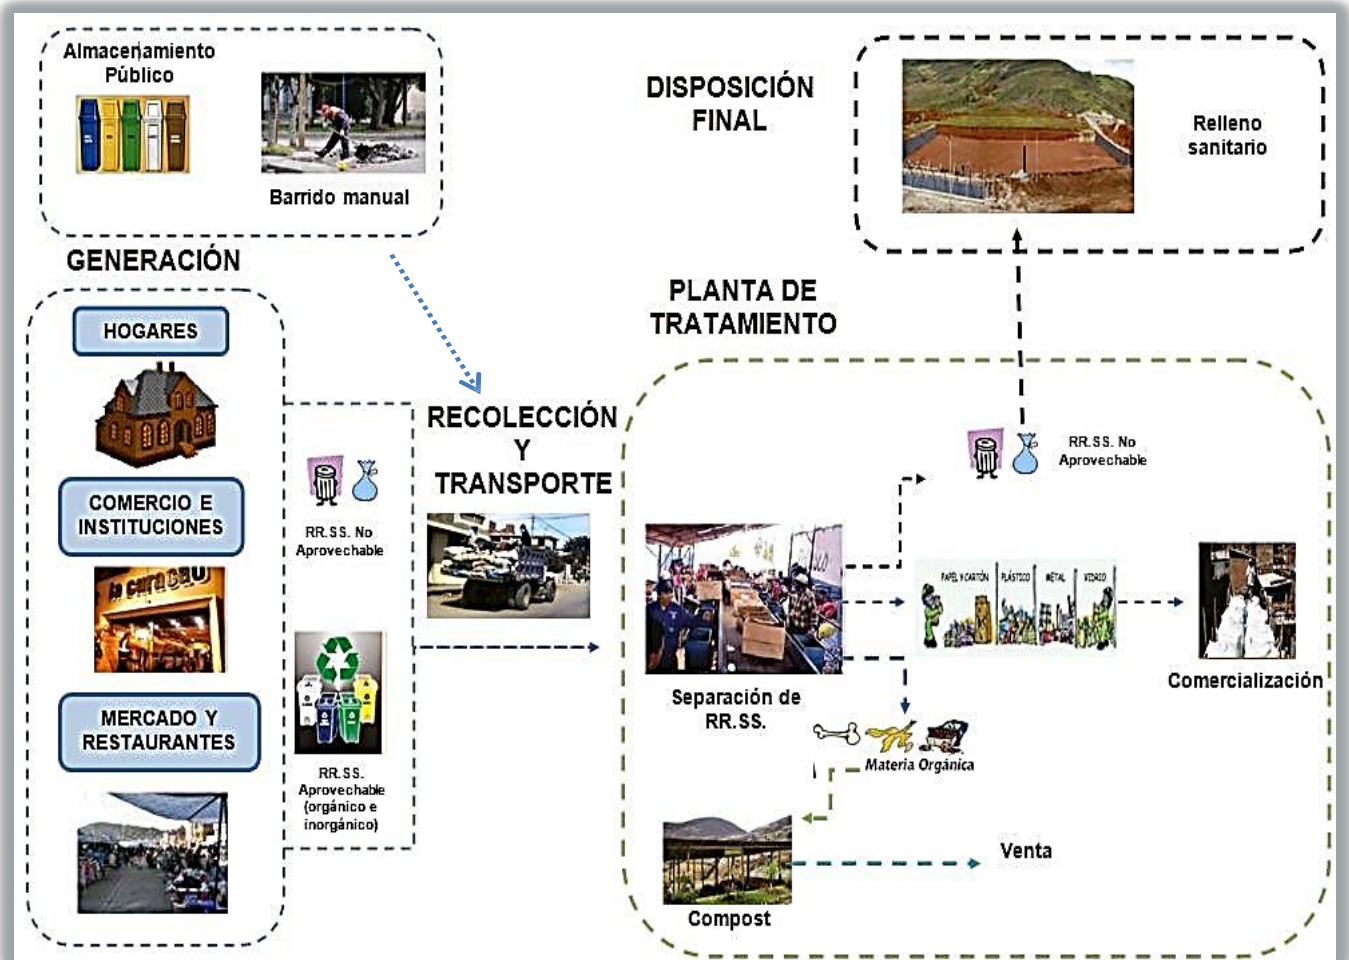 Almacenamiento
Público
Barrido manual
GENERACIÓN
HOGARES
COMERCIO E
INSTITUCIONES
la curacao
MERCADO Y
RESTAURANTES
RR.SS. No
Aprovechable
RR.SS.
Aprovechable
(orgánico e
inorgánico)
RECOLECCIÓN
Y
TRANSPORTE
DISPOSICIÓN
FINAL
Relleno
sanitario
PLANTA DE
TRATAMIENTO
RR.SS. No
Aprovechable
Separación de
RR.SS.
PAPEL Y CARTÓN
PLÁSTICO
METAL
VIDRIO
Comercialización
Materia Orgánica
Compost
Venta